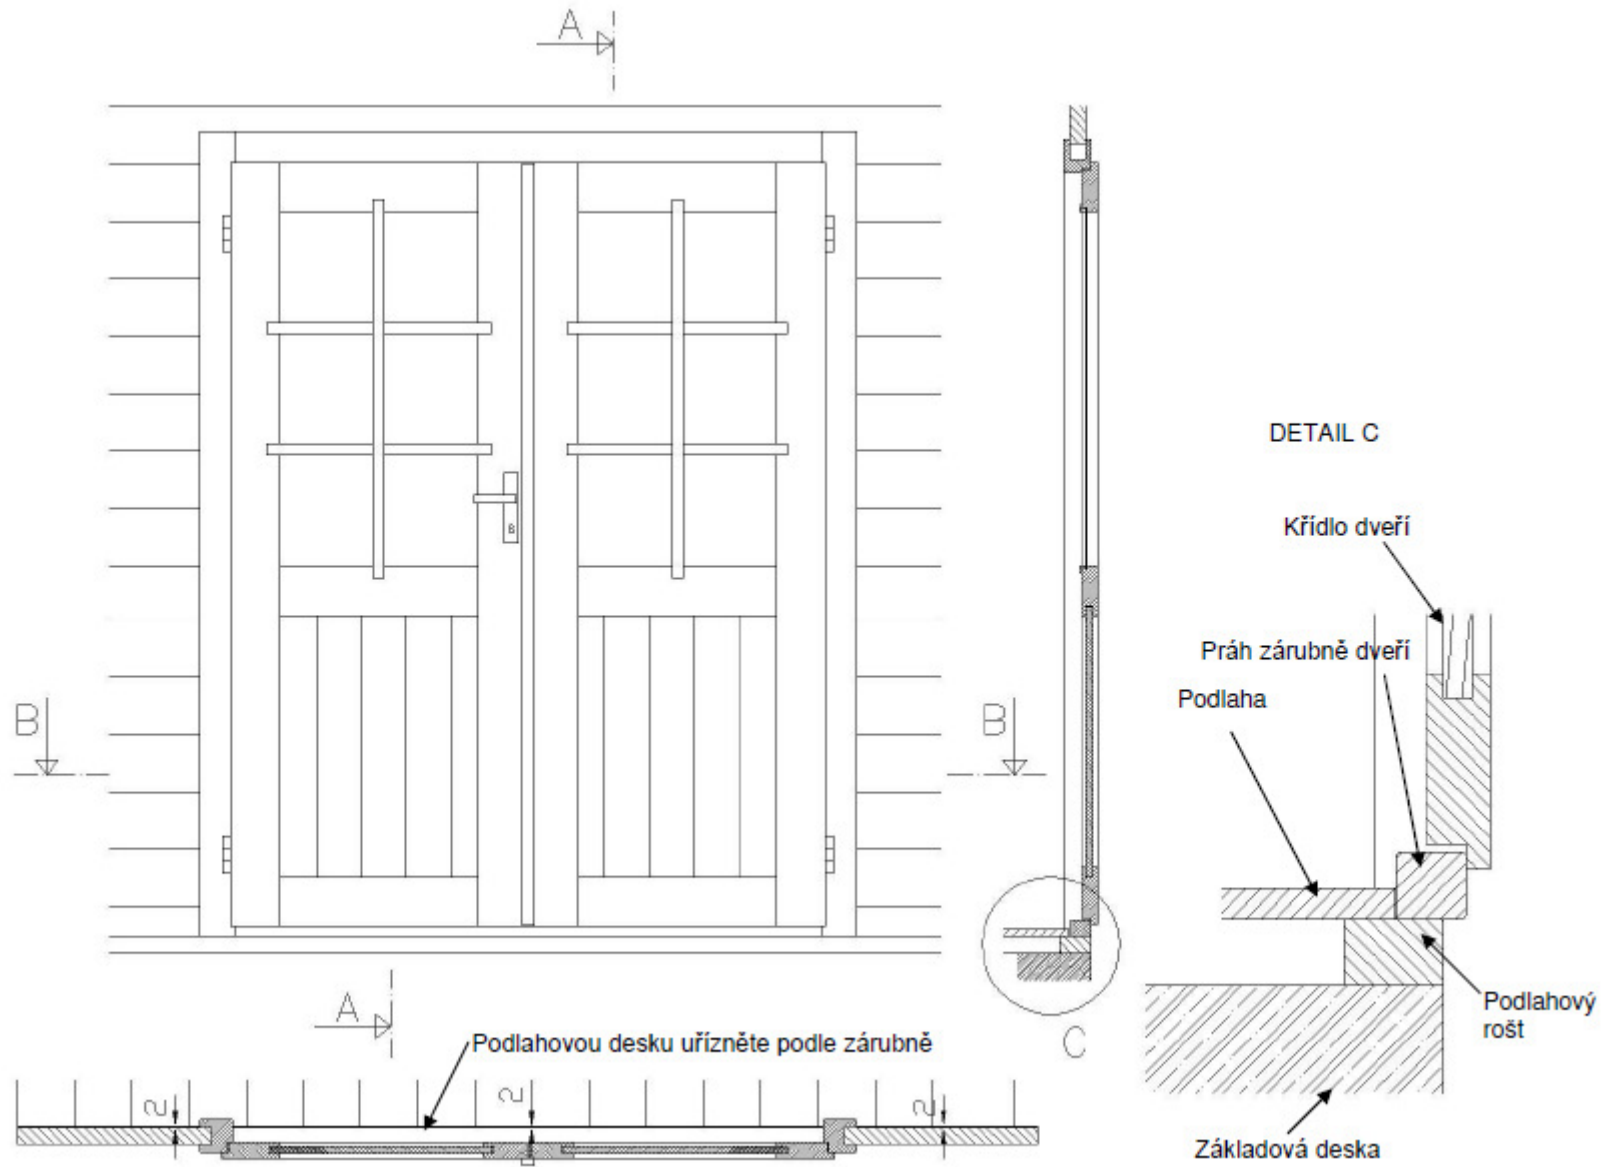 A
DETAIL C
Křídlo dveří
Práh zárubně dveří
Podlaha
B
B
A
Podlahový
rošt
C
Podlahovou desku uřízněte podle zárubně
2
2
2
Základová deska